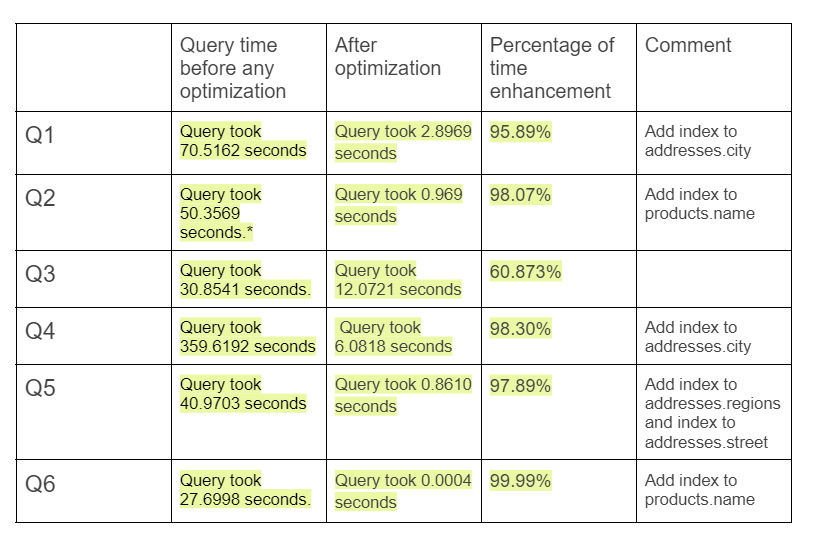 Query time
before any
optimization
After
optimization
Percentage of
time
enhancement
Comment
Q1
Query took
70.5162 seconds
Query took 2.8969
seconds
95.89%
Add index to
addresses.city
Q2
Query took
50.3569
seconds.*
Query took 0.969
seconds
98.07%
Add index to
products.name
Q3
Query took
30.8541 seconds.
Query took
12.0721 seconds
60.873%
Q4
Query took
359.6192 seconds
Query took
6.0818 seconds
98.30%
Add index to
addresses.city
Q5
Query took
40.9703 seconds
Query took 0.8610
seconds
97.89%
Add index to
addresses.regions
and index to
addresses.street
Q6
Query took
27.6998 seconds.
Query took 0.0004
seconds
99.99%
Add index to
products.name